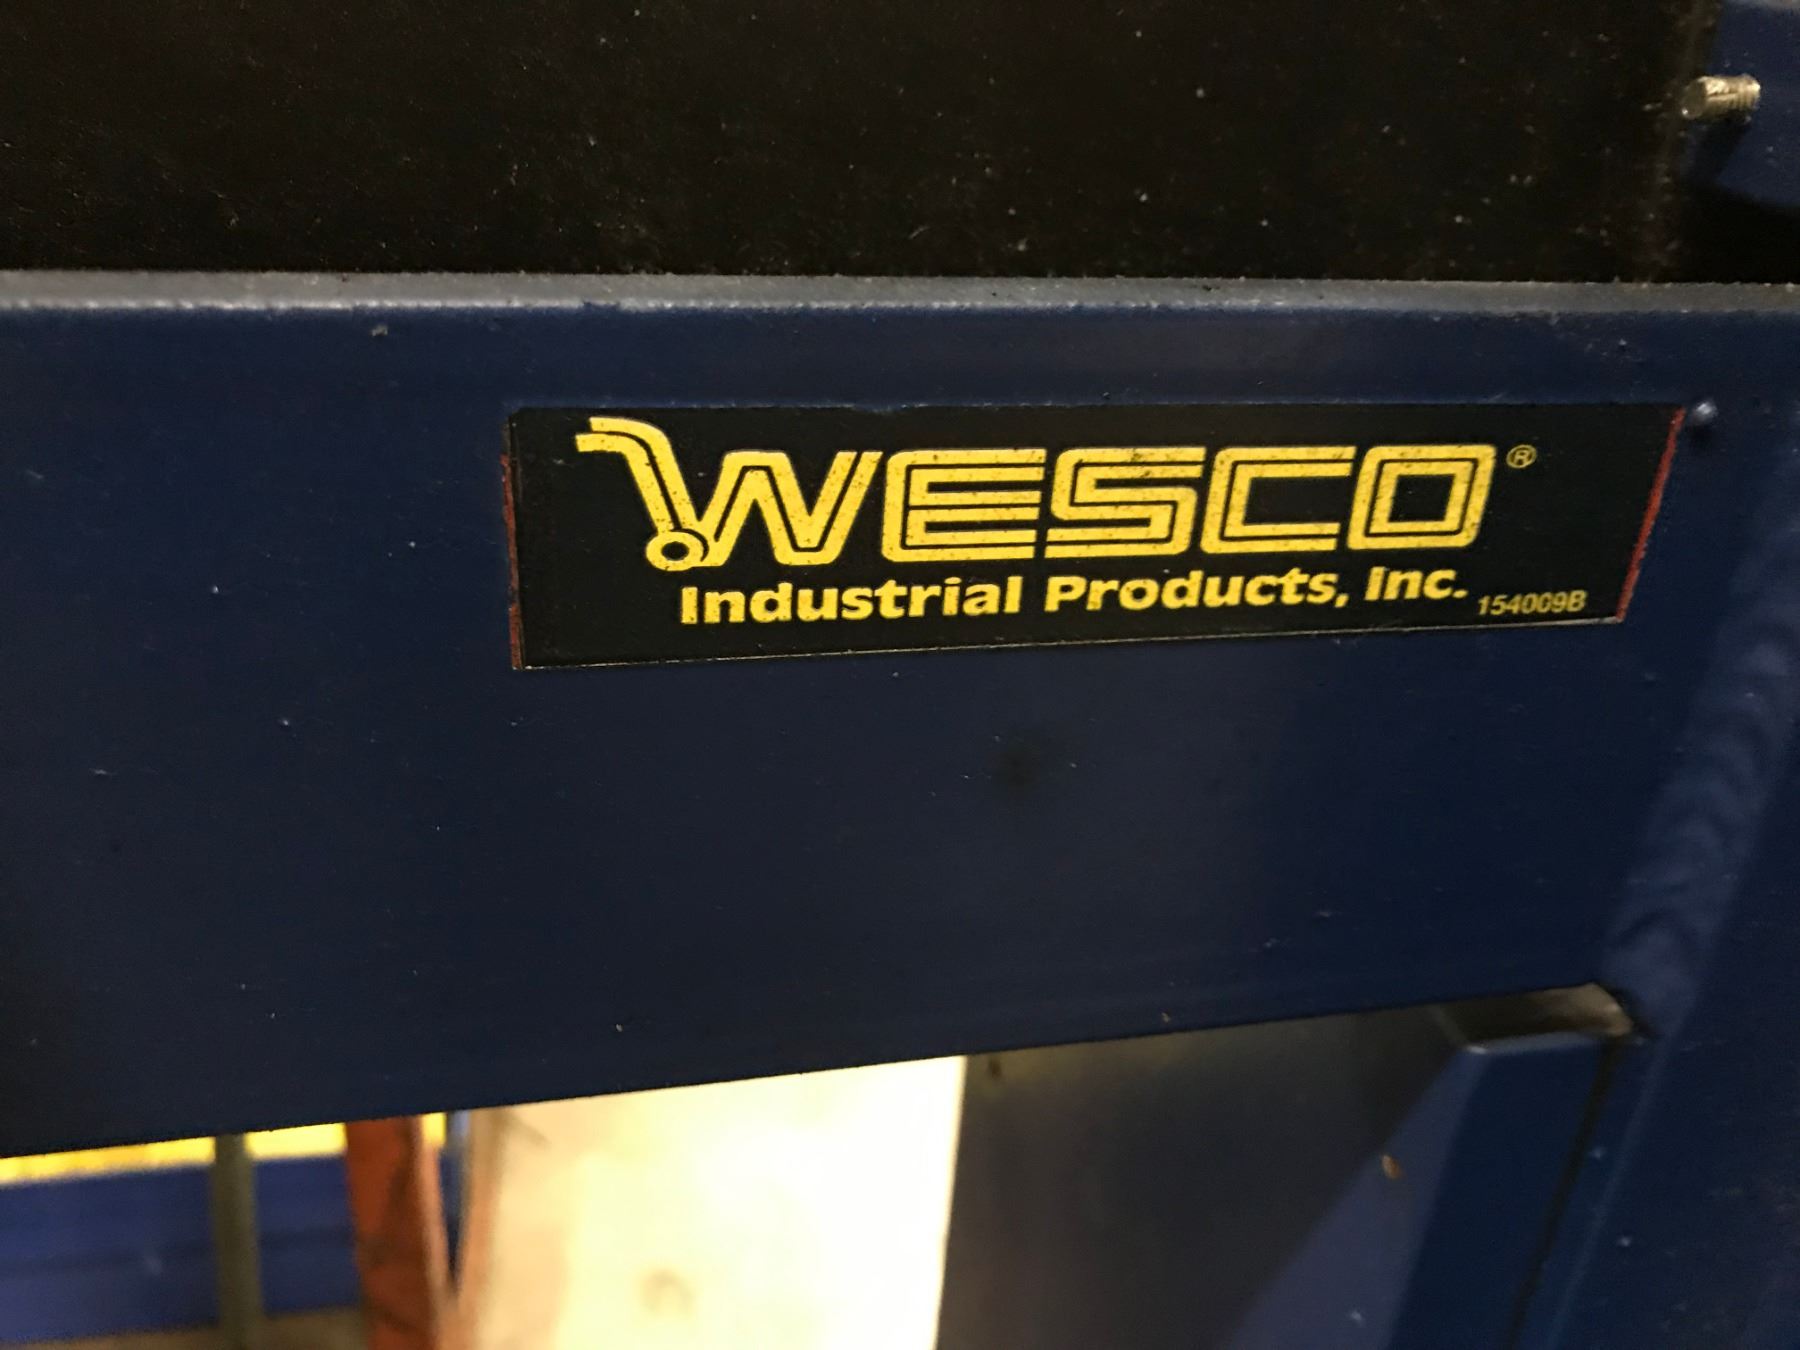 WESCO®
Industrial Products, Inc. 154009B